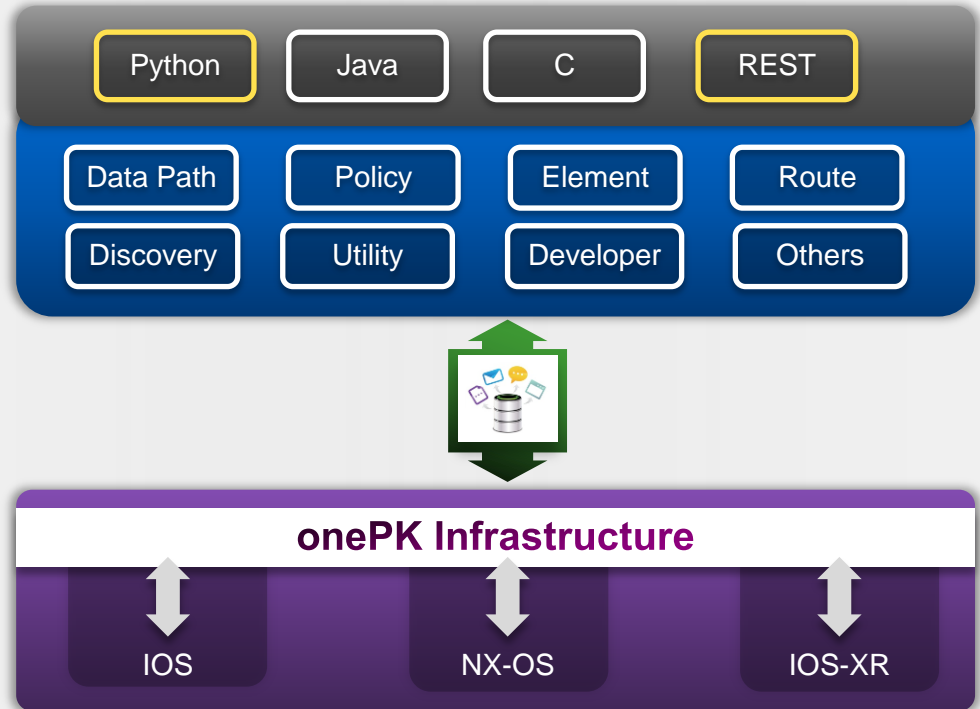 Python Java C REST
Data Path Policy Element Route
Discovery Utility Developer Others
onePK Infrastructure
IOS NX-OS IOS-XR